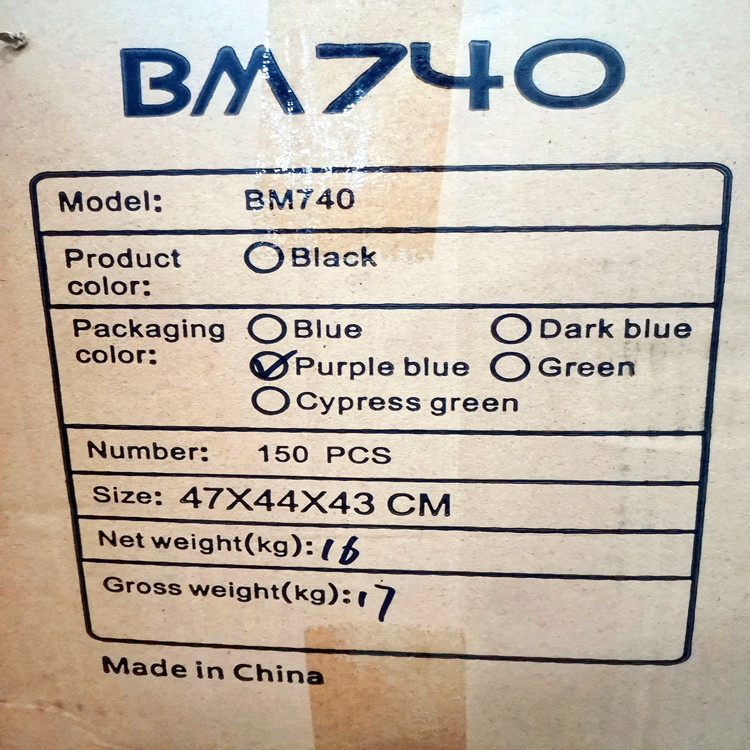 BM740
Model: BM740
Product color: Black
Packaging color: Blue Dark blue
Purple blue Green
Cypress green
Number: 150 PCS
Size: 47X44X43 CM
Net weight(kg): 16
Gross weight(kg): 17
Made in China